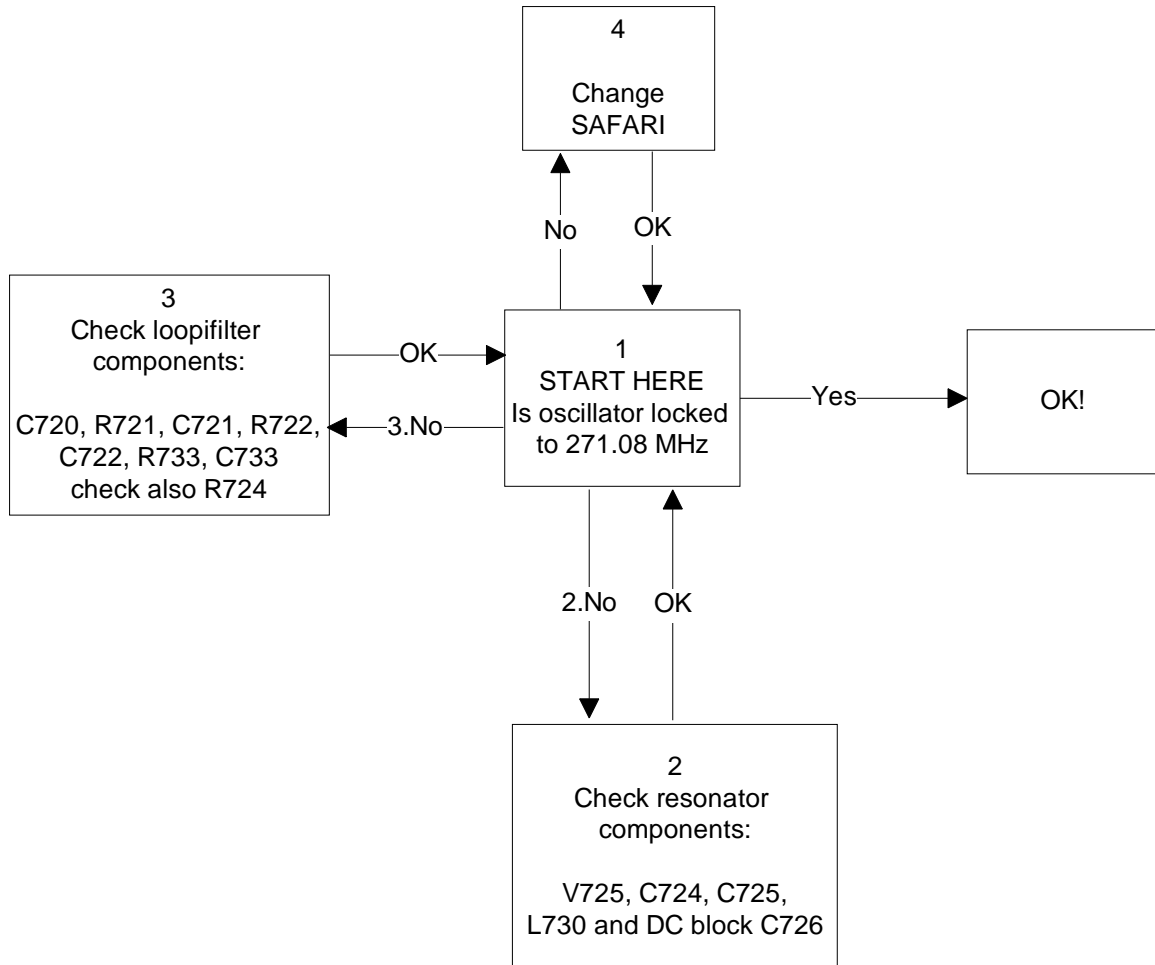 4
Change
SAFARI
No
OK
3
Check loopifilter
components:
C720, R721, C721, R722,
C722, R733, C733
check also R724
OK
3.No
1
START HERE
Is oscillator locked
to 271.08 MHz
Yes
OK!
2.No
OK
2
Check resonator
components:
V725, C724, C725,
L730 and DC block C726